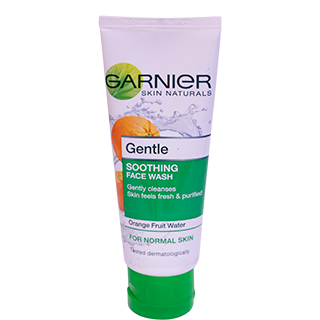 GARNIER
SKIN NATURALS
Gentle
SOOTHING
FACE WASH
Gently cleanses
Skin feels fresh & purified!
Orange Fruit Water
FOR NORMAL SKIN
Tested dermatologically